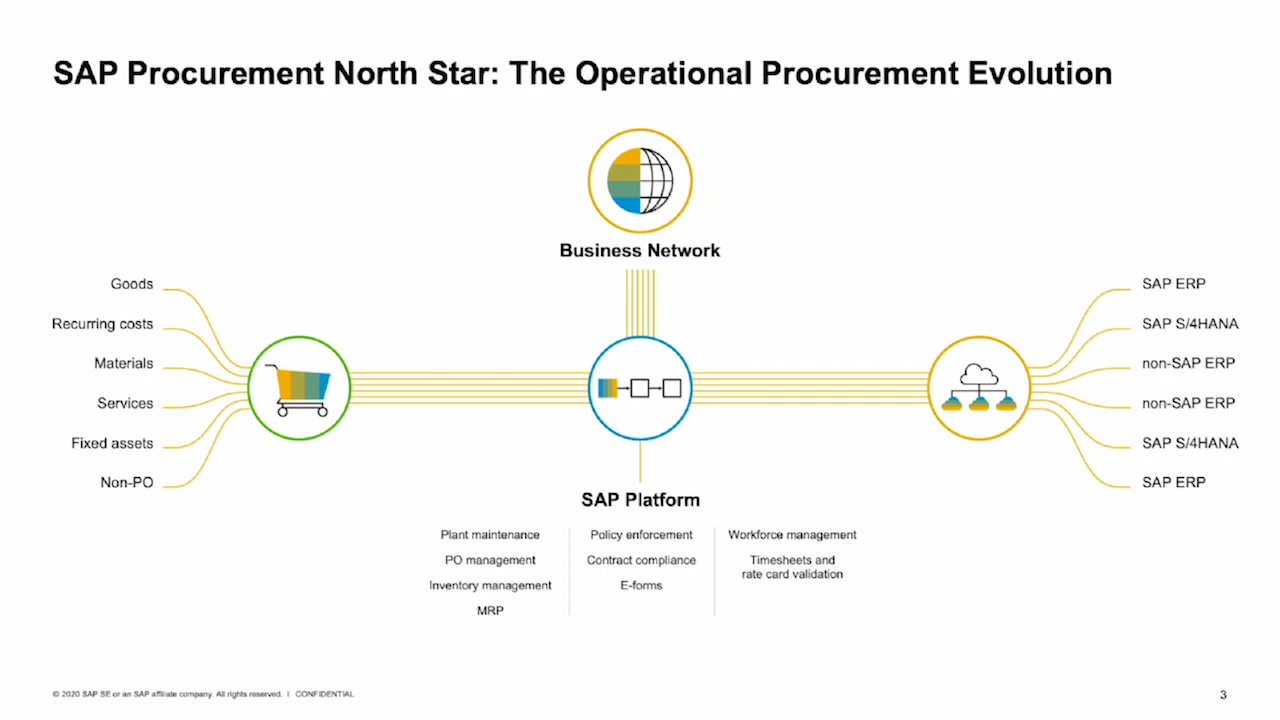 SAP Procurement North Star: The Operational Procurement Evolution
Business Network
Goods
Recurring costs
Materials
Services
Fixed assets
Non-PO
SAP ERP
SAP S/4HANA
non-SAP ERP
non-SAP ERP
SAP S/4HANA
SAP ERP
SAP Platform
Plant maintenance
PO management
Inventory management
MRP
Policy enforcement
Contract compliance
E-forms
Workforce management
Timesheets and
rate card validation
© 2020 SAP SE or an SAP affiliate company. All rights reserved. I CONFIDENTIAL
3